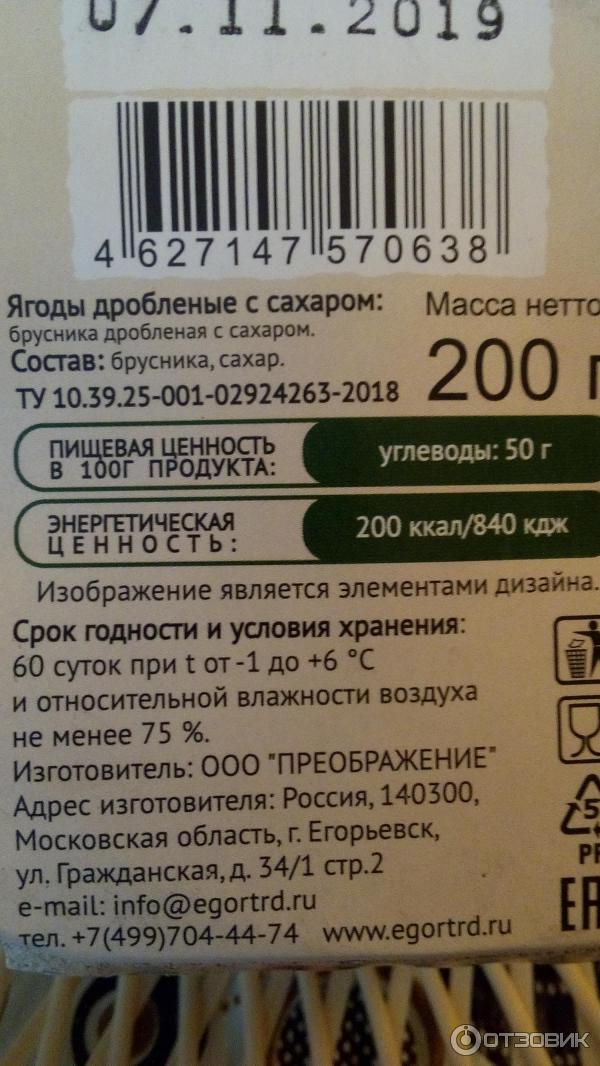 07.11.2019
4 627147 570638
Ягоды дробленые с сахаром:
брусника дробленая с сахаром.
Состав: брусника, сахар.
ТУ 10.39.25-001-02924263-2018
Масса нетто
200 г
ПИЩЕВАЯ ЦЕННОСТЬ
В 100Г ПРОДУКТА:
углеводы: 50 г
ЭНЕРГЕТИЧЕСКАЯ
ЦЕННОСТЬ:
200 ккал/840 кдж
Изображение является элементами дизайна.
Срок годности и условия хранения:
60 суток при t от -1 до +6 °C
и относительной влажности воздуха
не менее 75 %.
Изготовитель: ООО "ПРЕОБРАЖЕНИЕ"
Адрес изготовителя: Россия, 140300,
Московская область, г. Егорьевск,
ул. Гражданская, д. 34/1 стр.2
e-mail: info@egortrd.ru
тел. +7(499)704-44-74 www.egortrd.ru
5
EAC
ОТЗОВИК